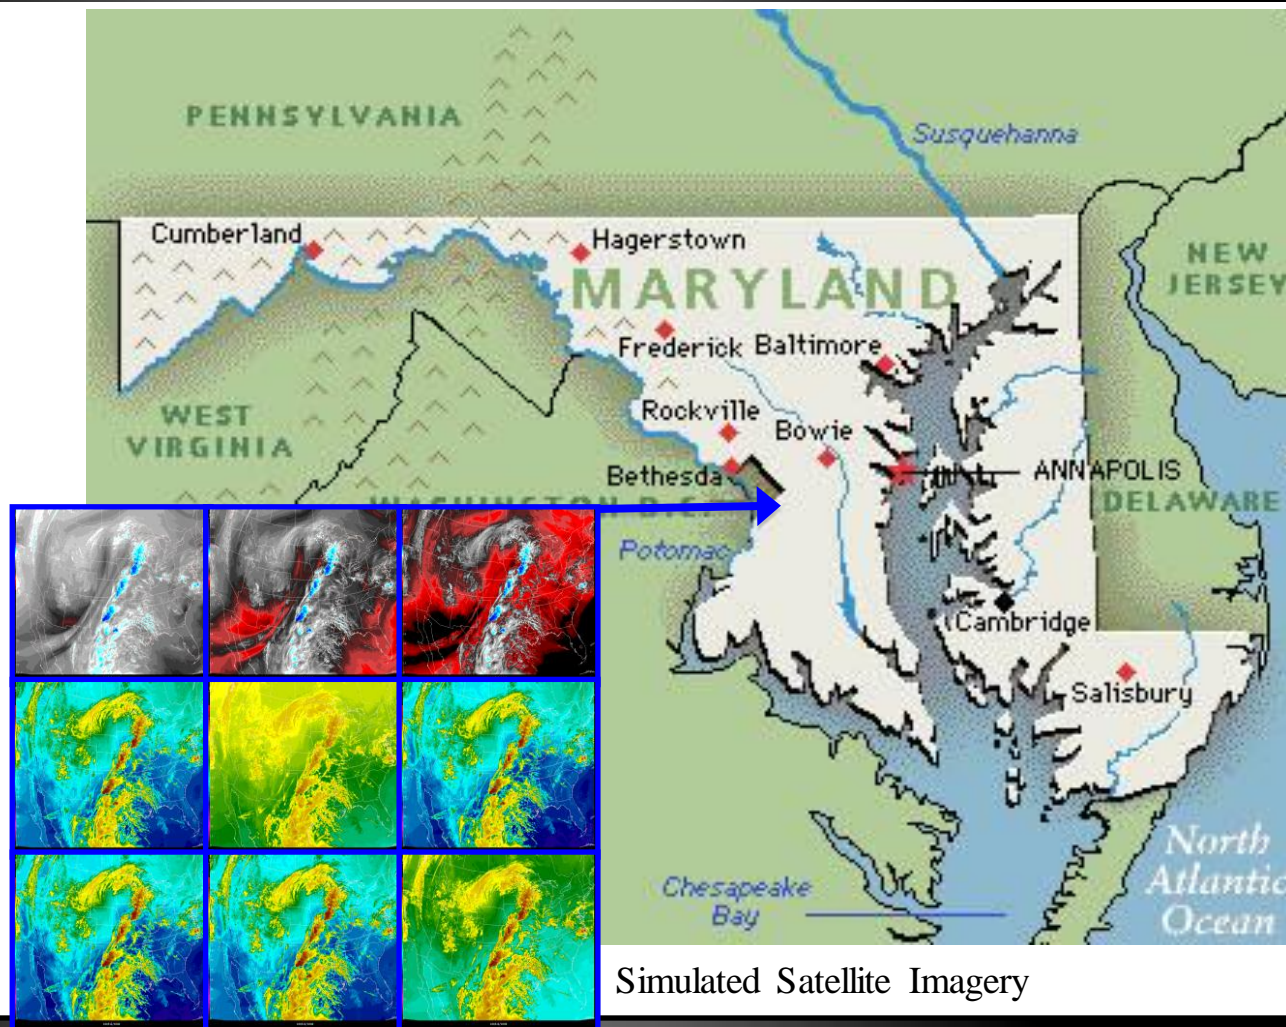 PENNSYLVANIA
Susquehanna
Cumberland
Hagerstown
NEW
JERSEY
MARYLAND
Frederick
Baltimore
WEST
VIRGINIA
Rockville
Bowie
Bethesda
ANNAPOLIS
DELAWARE
WASHINGTON D.C.
Potomac
Cambridge
Salisbury
North
Atlantic
Ocean
Chesapeake
Bay
Simulated Satellite Imagery